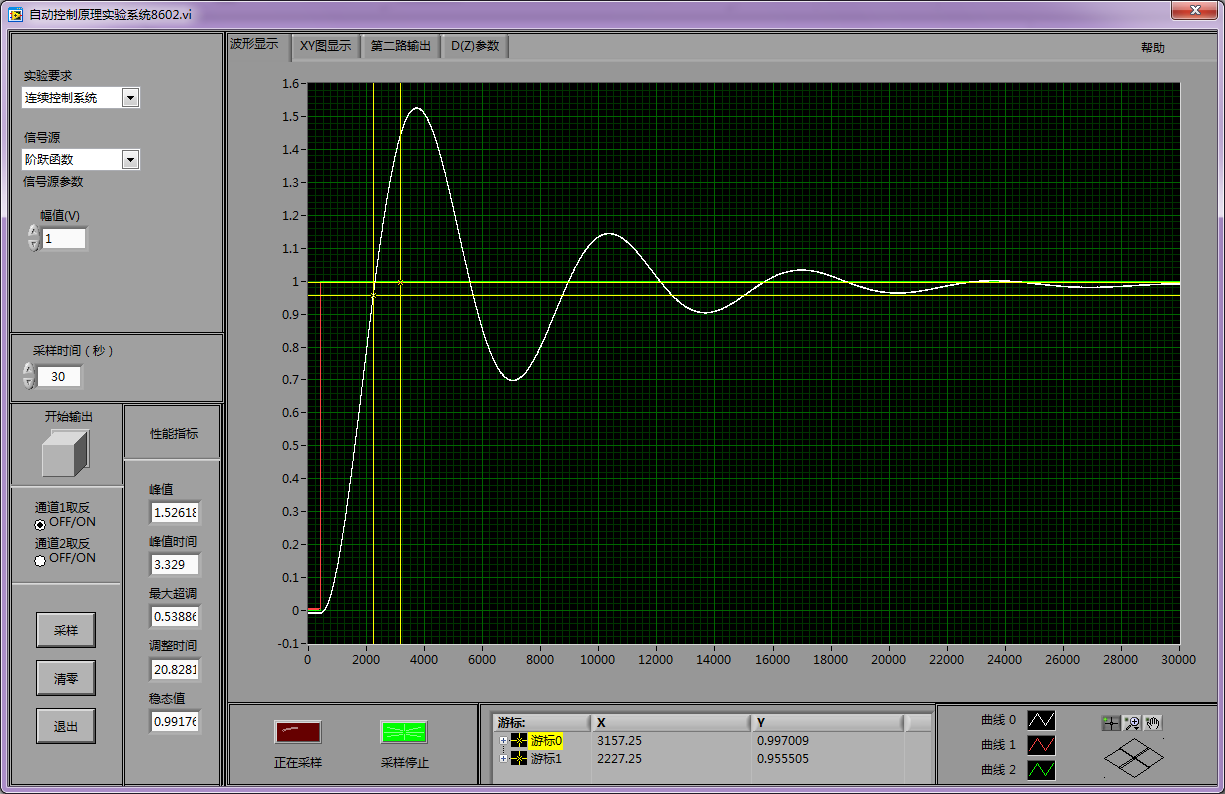 自动控制原理实验系统8602.vi
波形显示 XY图显示 第二路输出 D(Z)参数
帮助
实验要求
连续控制系统
信号源
阶跃函数
信号源参数
幅值(V)
1
采样时间（秒）
30
开始输出
通道1取反
OFF/ON
通道2取反
OFF/ON
采样
清零
退出
性能指标
峰值
1.52618
峰值时间
3.329
最大超调
0.53886
调整时间
20.8281
稳态值
0.99176
1.6
1.5
1.4
1.3
1.2
1.1
1
0.9
0.8
0.7
0.6
0.5
0.4
0.3
0.2
0.1
0
-0.1
0 2000 4000 6000 8000 10000 12000 14000 16000 18000 20000 22000 24000 26000 28000 30000
正在采样
采样停止
游标: X Y
游标0 3157.25 0.997009
游标1 2227.25 0.955505
曲线 0
曲线 1
曲线 2